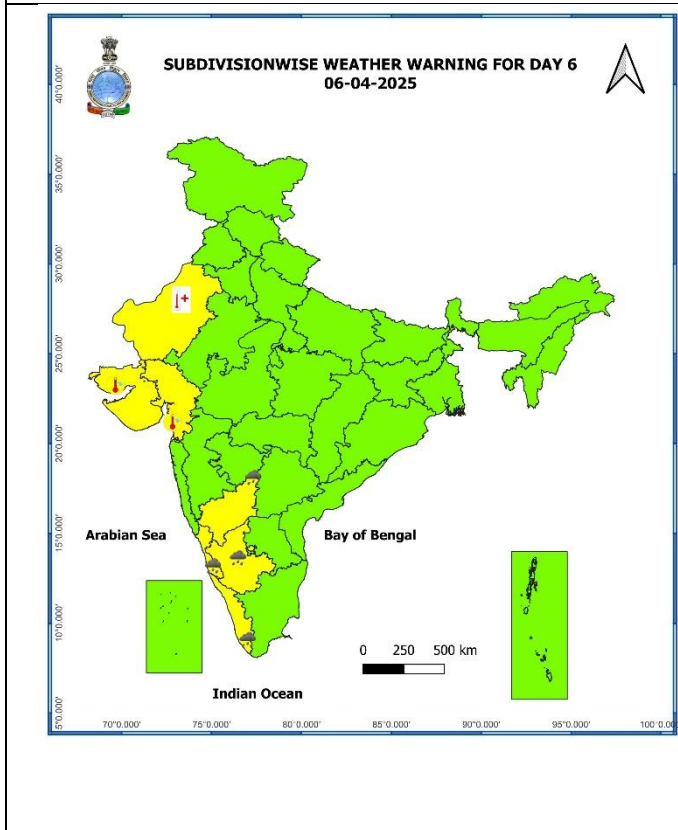 SUBDIVISIONWISE WEATHER WARNING FOR DAY 6
06-04-2025
40°0.000'
35°0.000'
30°0.000'
25°0.000'
20°0.000'
15°0.000'
10°0.000'
5°0.000'
Arabian Sea
Bay of Bengal
0 250 500 km
Indian Ocean
70°0.000' 75°0.000' 80°0.000' 85°0.000' 90°0.000' 95°0.000' 100°0.00